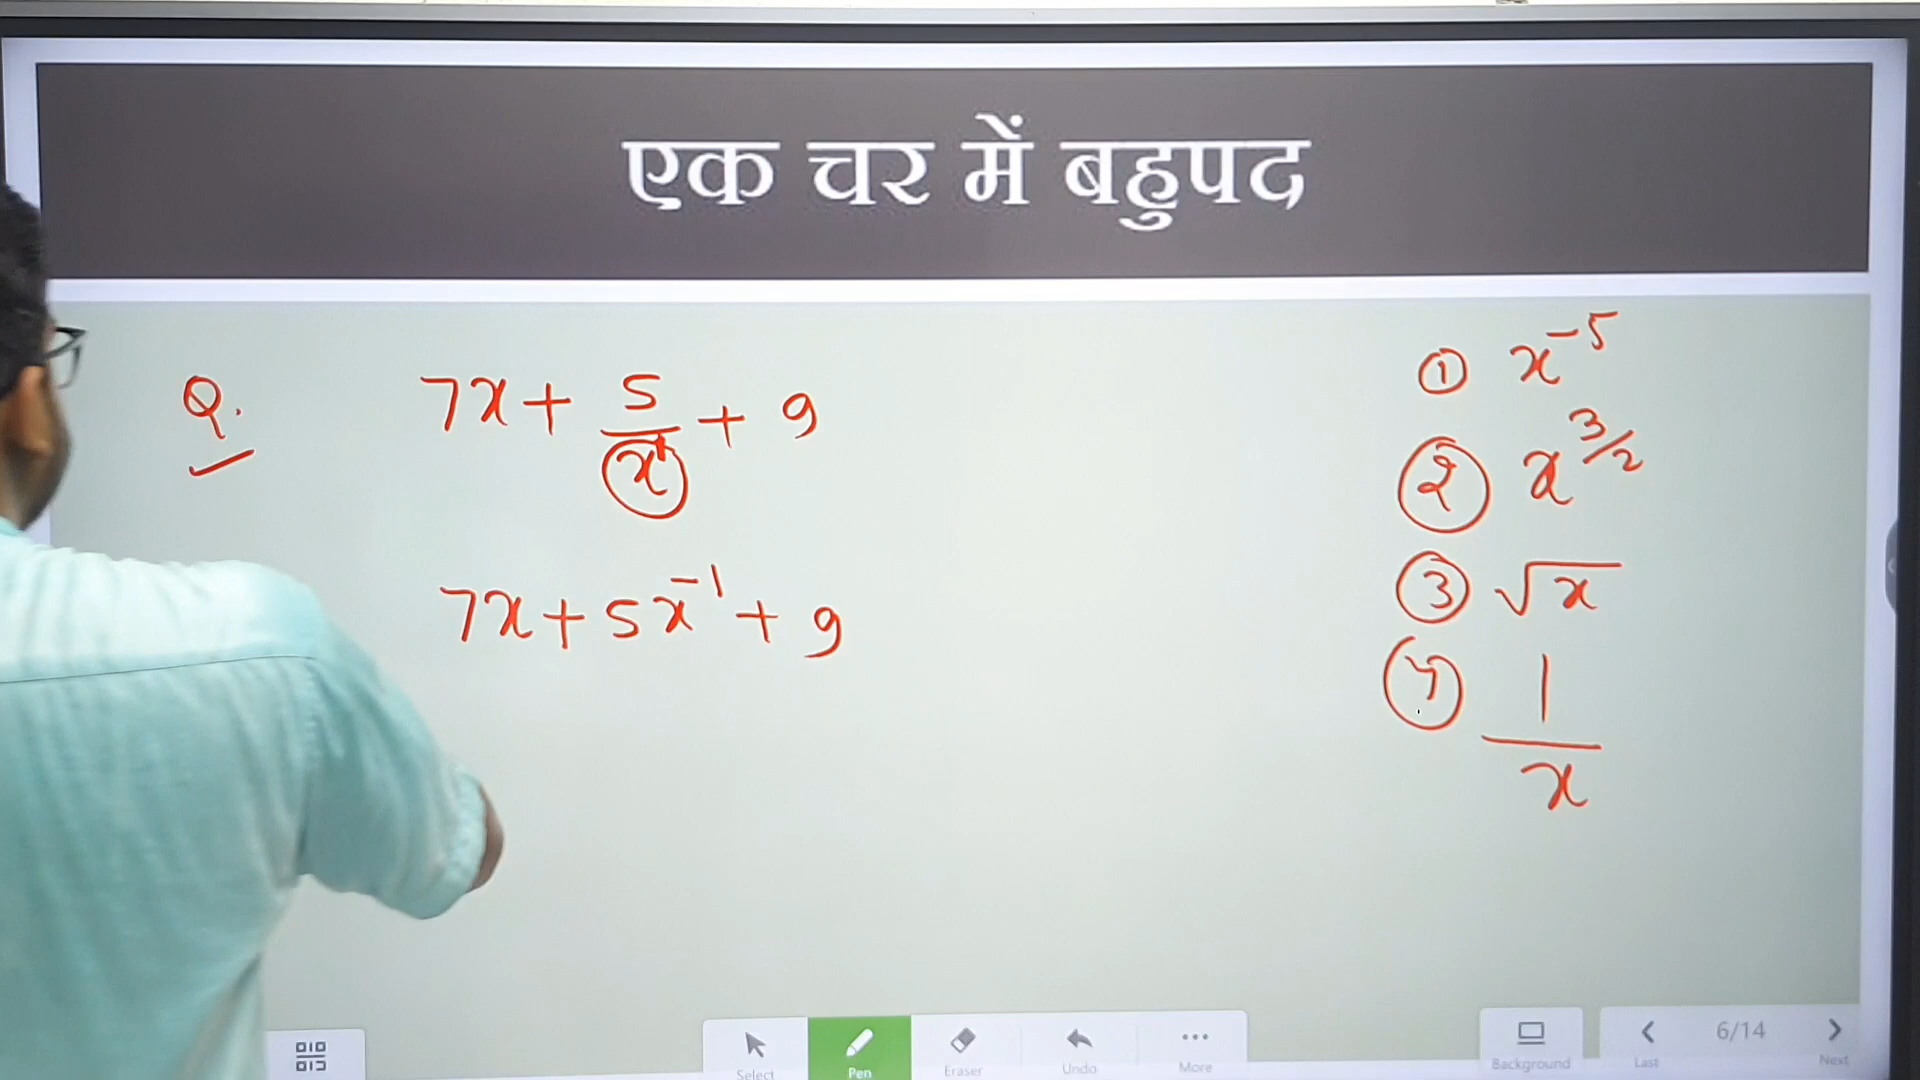 एक चर में बहुपद
Q. 7x + 5/x¹ + 9
7x + 5x⁻¹ + 9
① x⁻⁵
② x^3/2
③ √x
④ 1/x
Select Pen Eraser Undo More
Background Last 6/14 Next